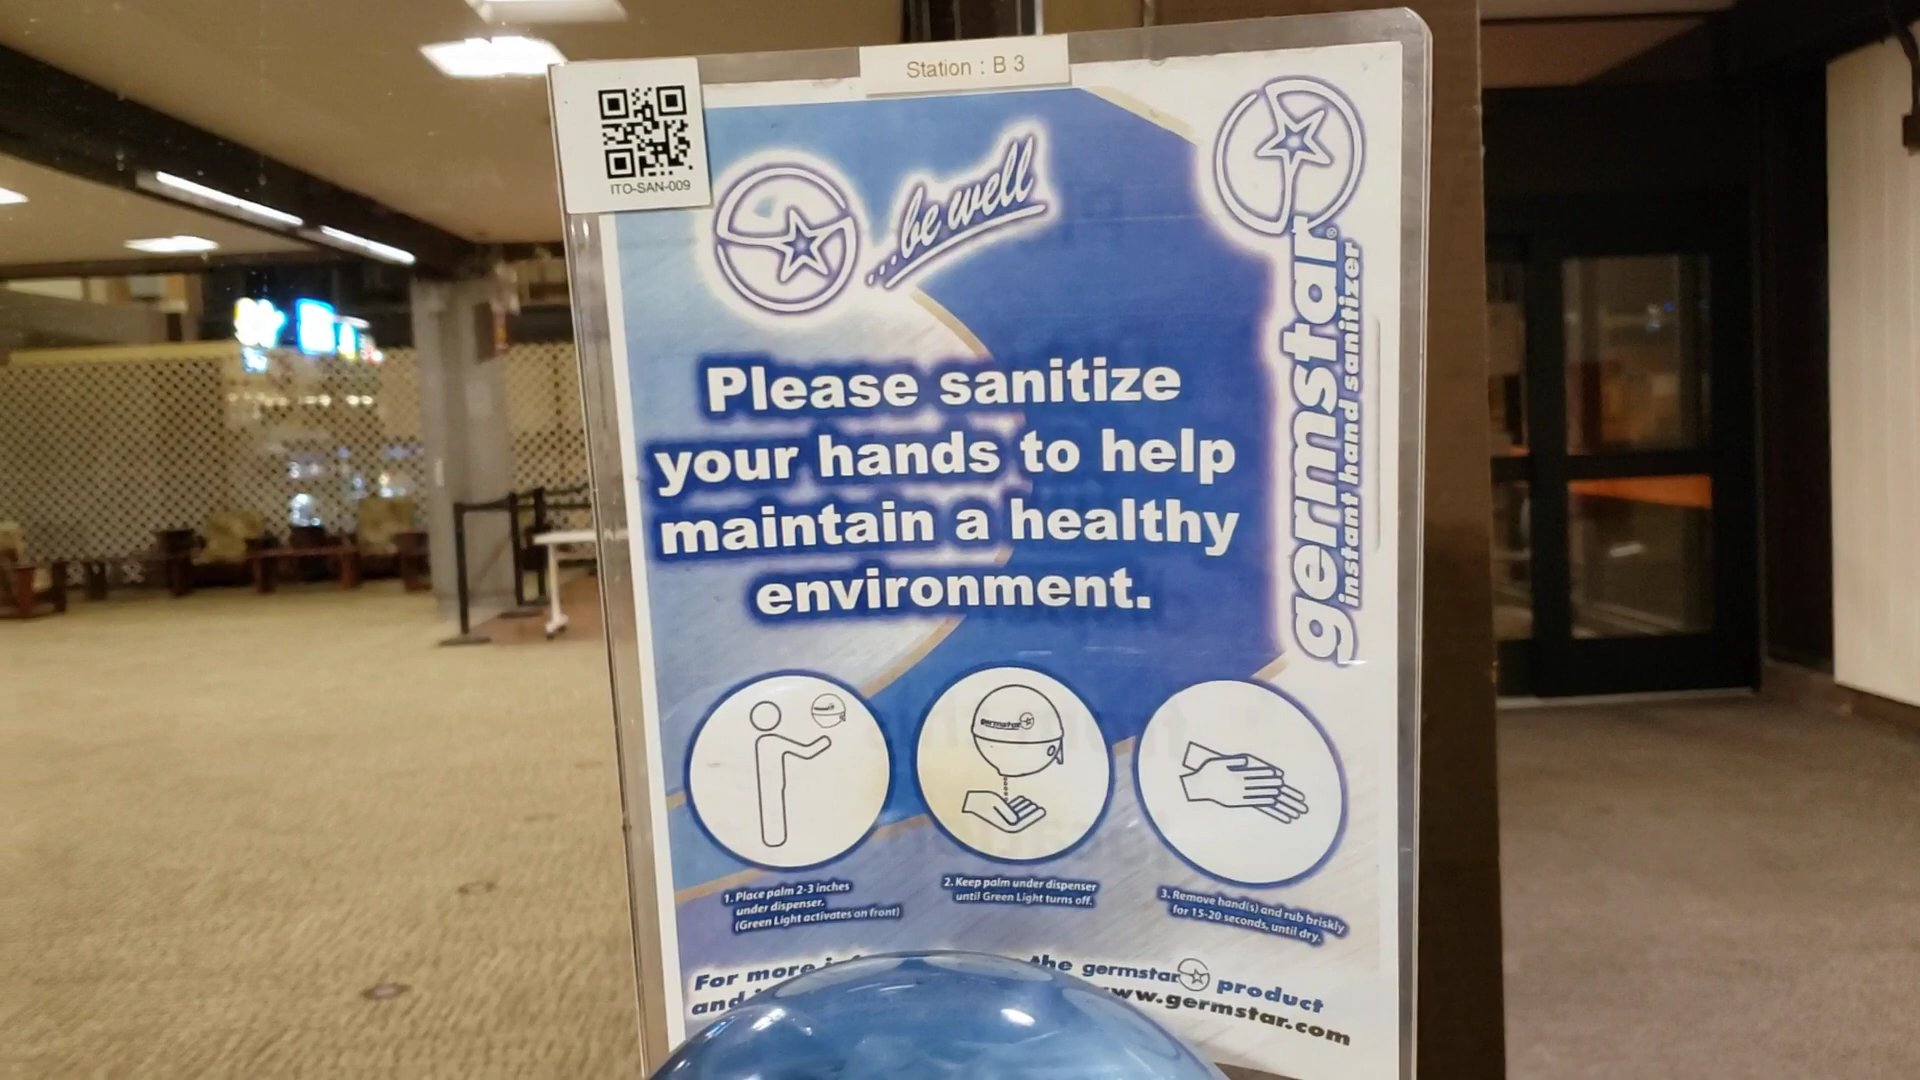 Station : B 3
ITO-SAN-009
...be well
germstar®
instant hand sanitizer
Please sanitize
your hands to help
maintain a healthy
environment.
germstar
1. Place palm 2-3 inches
under dispenser.
(Green Light activates on front)
2. Keep palm under dispenser
until Green Light turns off.
3. Remove hand(s) and rub briskly
for 15-20 seconds, until dry.
For more the germstar product
and www.germstar.com